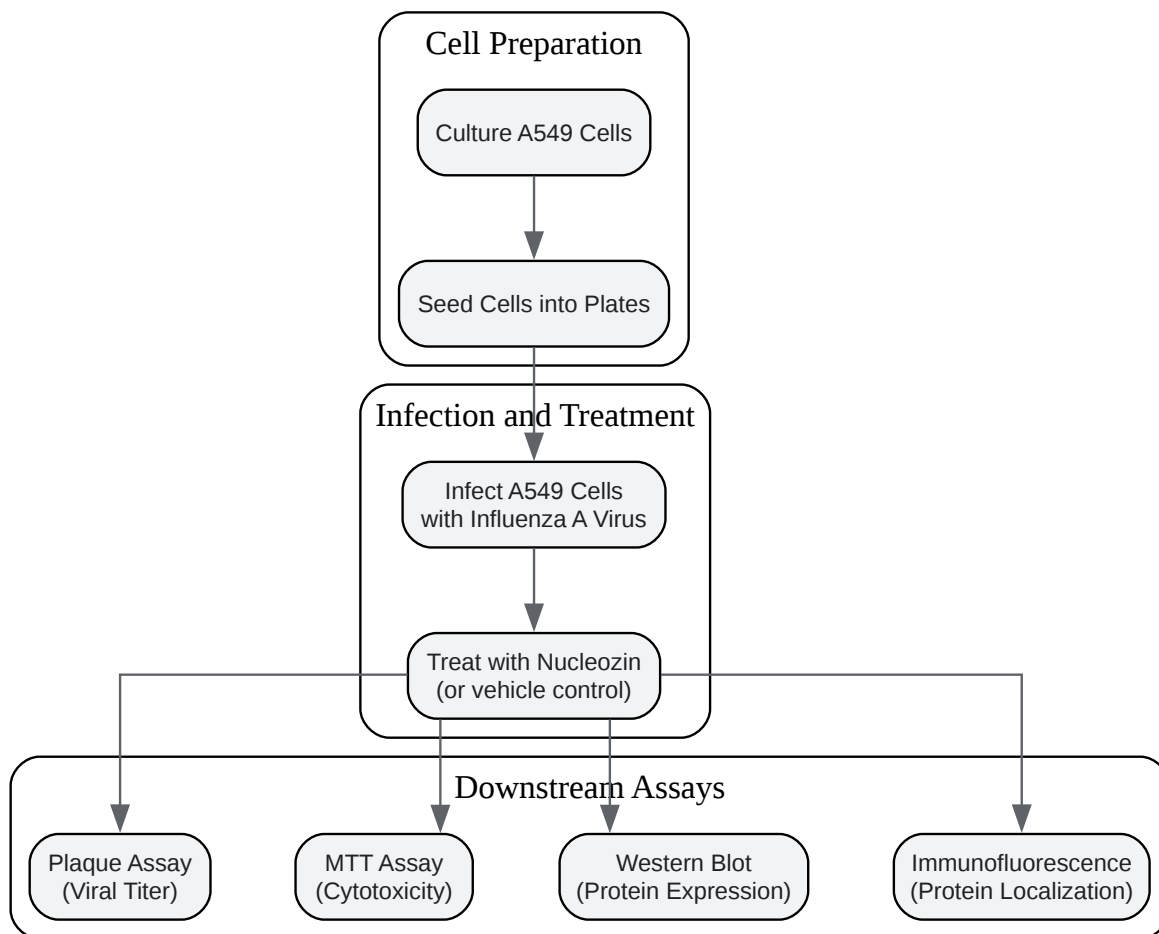 Cell Preparation
Culture A549 Cells
Seed Cells into Plates
Infection and Treatment
Infect A549 Cells
with Influenza A Virus
Treat with Nucleozin
(or vehicle control)
Downstream Assays
Plaque Assay
(Viral Titer)
MTT Assay
(Cytotoxicity)
Western Blot
(Protein Expression)
Immunofluorescence
(Protein Localization)